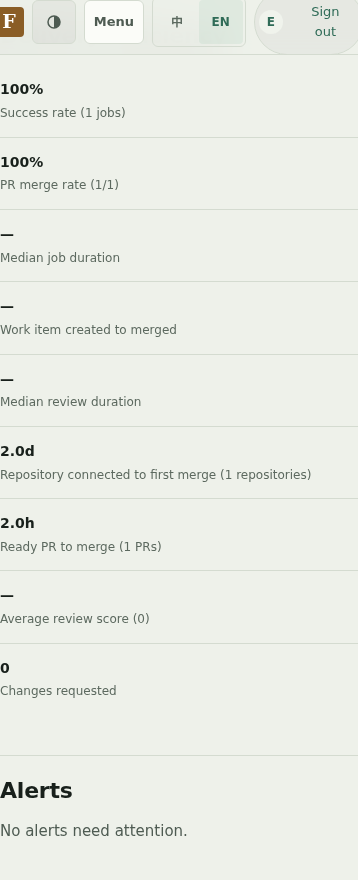 F Menu 中 EN E Sign out
100%
Success rate (1 jobs)
100%
PR merge rate (1/1)
—
Median job duration
—
Work item created to merged
—
Median review duration
2.0d
Repository connected to first merge (1 repositories)
2.0h
Ready PR to merge (1 PRs)
—
Average review score (0)
0
Changes requested
Alerts
No alerts need attention.